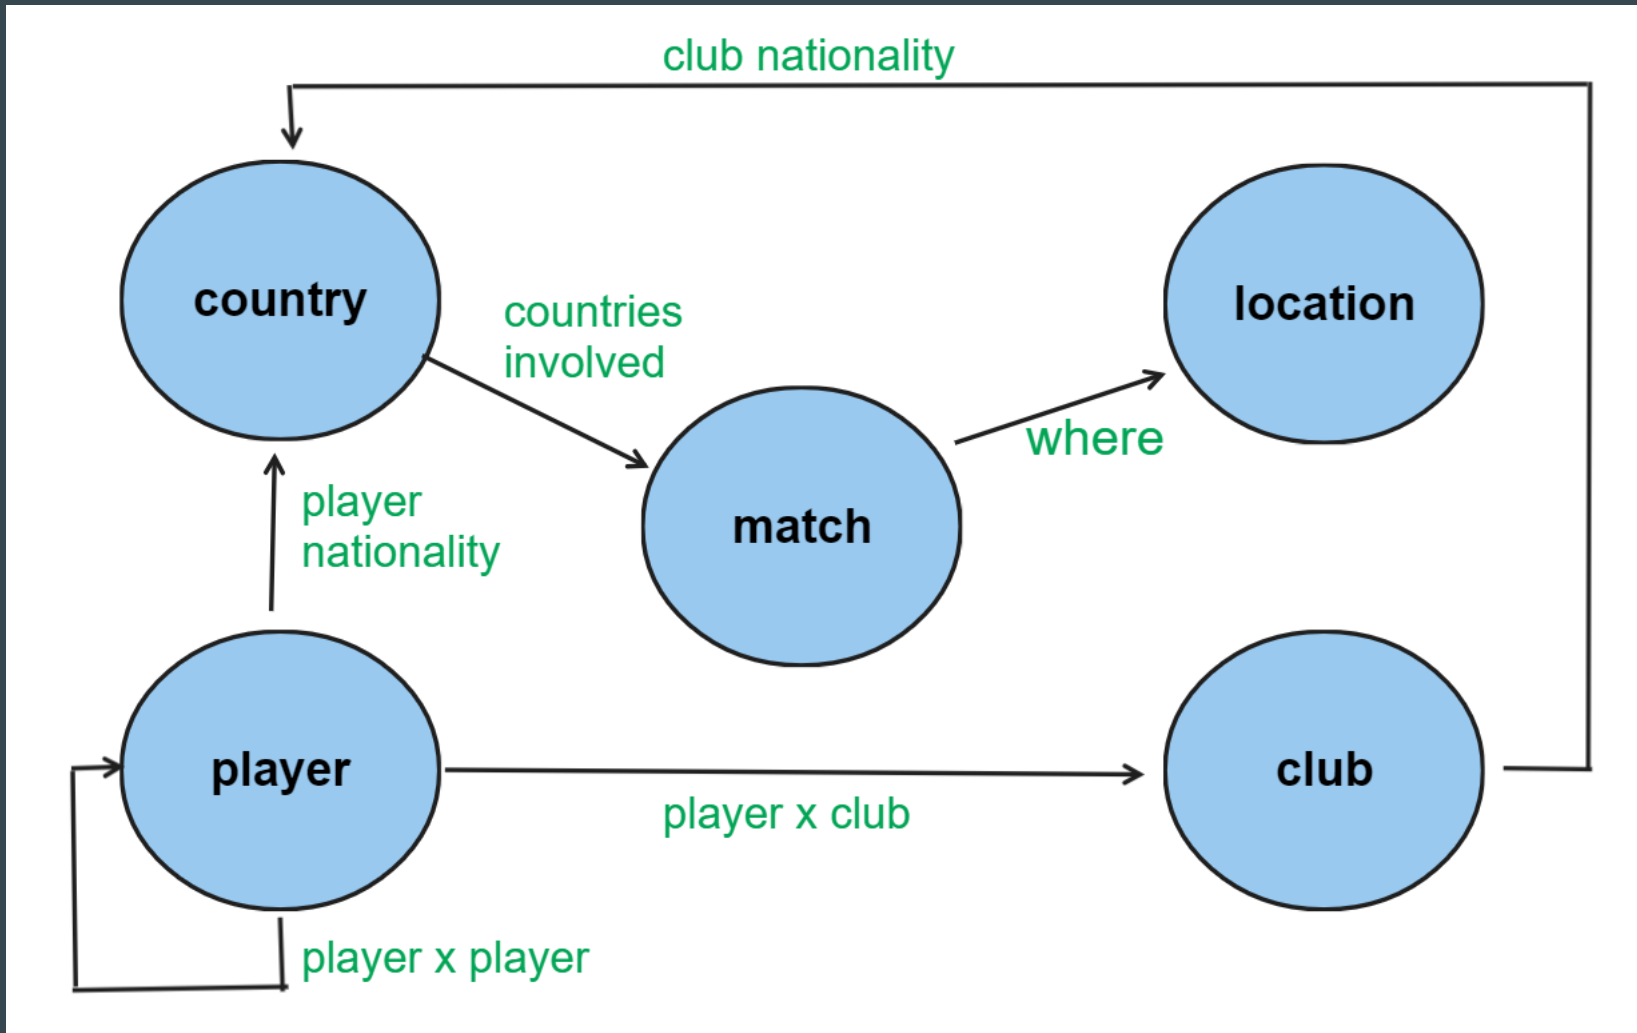 club nationality
country
location
countries
involved
where
match
player
nationality
player
club
player x club
player x player